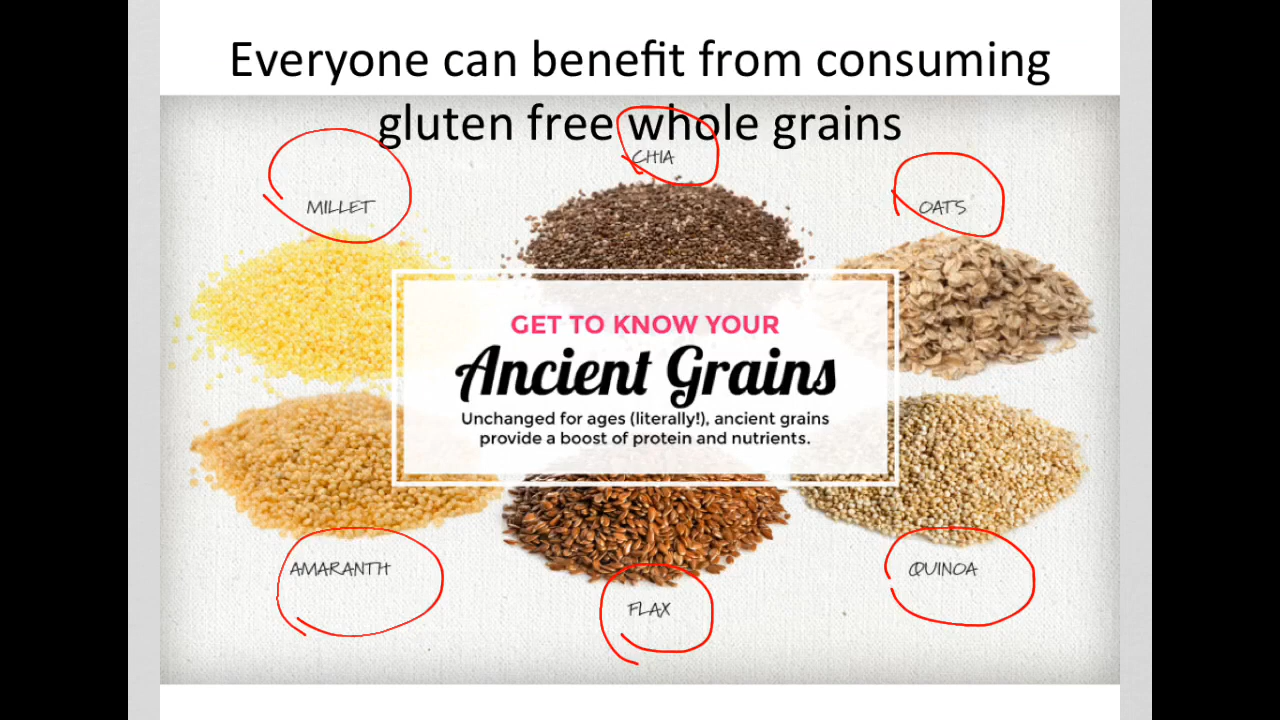 Everyone can benefit from consuming
gluten free whole grains
CHIA
MILLET
OATS
GET TO KNOW YOUR
Ancient Grains
Unchanged for ages (literally!), ancient grains
provide a boost of protein and nutrients.
AMARANTH
QUINOA
FLAX